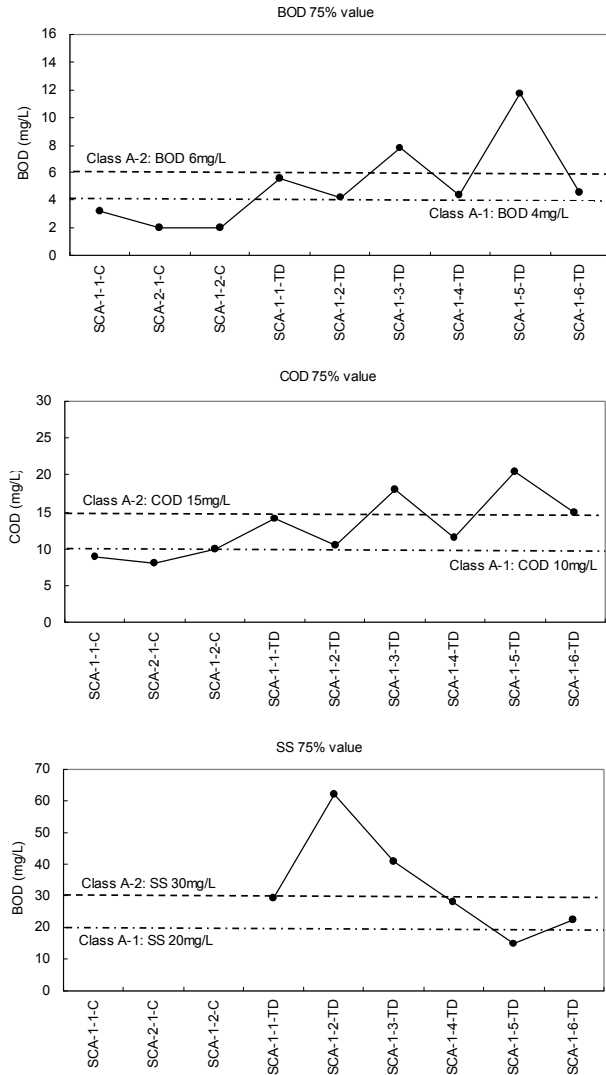 BOD 75% value
16
14
12
10
8
6
4
2
0
BOD (mg/L)
Class A-2: BOD 6mg/L
Class A-1: BOD 4mg/L
SCA-1-1-C
SCA-2-1-C
SCA-1-2-C
SCA-1-1-TD
SCA-1-2-TD
SCA-1-3-TD
SCA-1-4-TD
SCA-1-5-TD
SCA-1-6-TD
COD 75% value
30
25
20
15
10
5
0
COD (mg/L)
Class A-2: COD 15mg/L
Class A-1: COD 10mg/L
SCA-1-1-C
SCA-2-1-C
SCA-1-2-C
SCA-1-1-TD
SCA-1-2-TD
SCA-1-3-TD
SCA-1-4-TD
SCA-1-5-TD
SCA-1-6-TD
SS 75% value
70
60
50
40
30
20
10
0
BOD (mg/L)
Class A-2: SS 30mg/L
Class A-1: SS 20mg/L
SCA-1-1-C
SCA-2-1-C
SCA-1-2-C
SCA-1-1-TD
SCA-1-2-TD
SCA-1-3-TD
SCA-1-4-TD
SCA-1-5-TD
SCA-1-6-TD